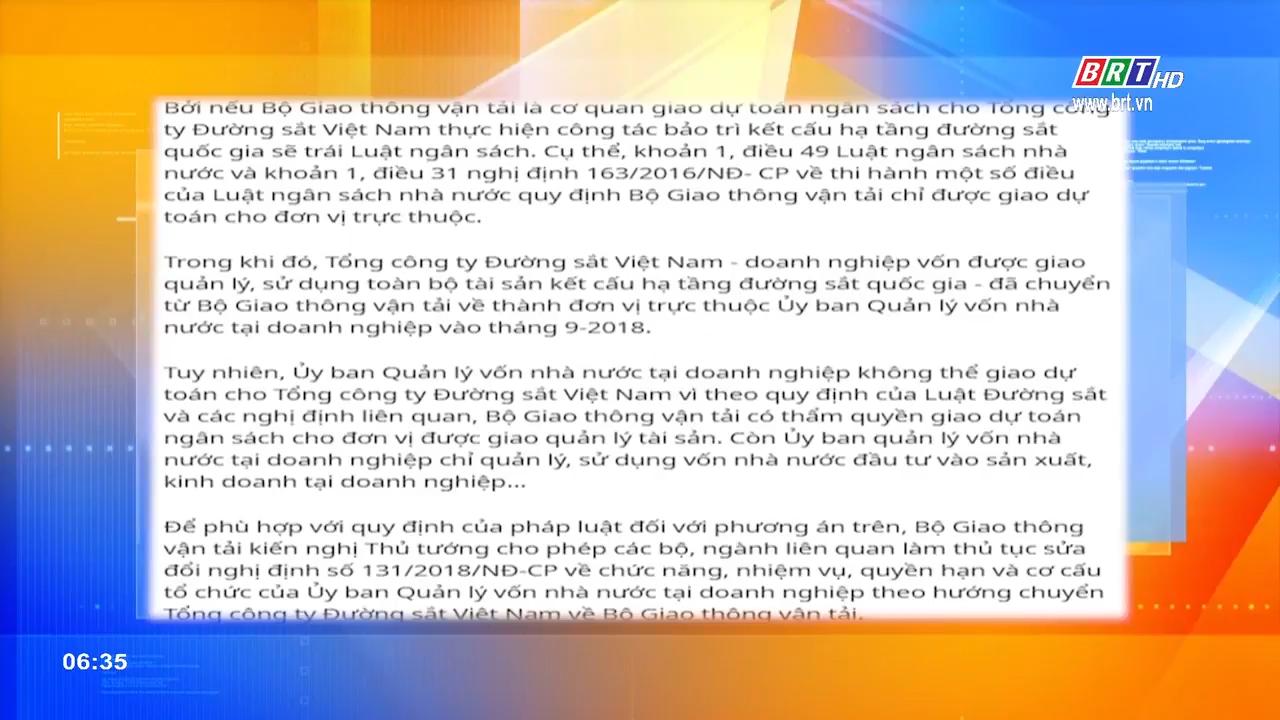 BRT HD
www.brt.vn
Bởi nếu Bộ Giao thông vận tải là cơ quan giao dự toán ngân sách cho Tổng công
ty Đường sắt Việt Nam thực hiện công tác bảo trì kết cấu hạ tầng đường sắt
quốc gia sẽ trái Luật ngân sách. Cụ thể, khoản 1, điều 49 Luật ngân sách nhà
nước và khoản 1, điều 31 nghị định 163/2016/NĐ- CP về thi hành một số điều
của Luật ngân sách nhà nước quy định Bộ Giao thông vận tải chỉ được giao dự
toán cho đơn vị trực thuộc.
Trong khi đó, Tổng công ty Đường sắt Việt Nam - doanh nghiệp vốn được giao
quản lý, sử dụng toàn bộ tài sản kết cấu hạ tầng đường sắt quốc gia - đã chuyển
từ Bộ Giao thông vận tải về thành đơn vị trực thuộc Ủy ban Quản lý vốn nhà
nước tại doanh nghiệp vào tháng 9-2018.
Tuy nhiên, Ủy ban Quản lý vốn nhà nước tại doanh nghiệp không thể giao dự
toán cho Tổng công ty Đường sắt Việt Nam vì theo quy định của Luật Đường sắt
và các nghị định liên quan, Bộ Giao thông vận tải có thẩm quyền giao dự toán
ngân sách cho đơn vị được giao quản lý tài sản. Còn Ủy ban quản lý vốn nhà
nước tại doanh nghiệp chỉ quản lý, sử dụng vốn nhà nước đầu tư vào sản xuất,
kinh doanh tại doanh nghiệp...
Để phù hợp với quy định của pháp luật đối với phương án trên, Bộ Giao thông
vận tải kiến nghị Thủ tướng cho phép các bộ, ngành liên quan làm thủ tục sửa
đổi nghị định số 131/2018/NĐ-CP về chức năng, nhiệm vụ, quyền hạn và cơ cấu
tổ chức của Ủy ban Quản lý vốn nhà nước tại doanh nghiệp theo hướng chuyển
Tổng công ty Đường sắt Việt Nam về Bộ Giao thông vận tải.
06:35